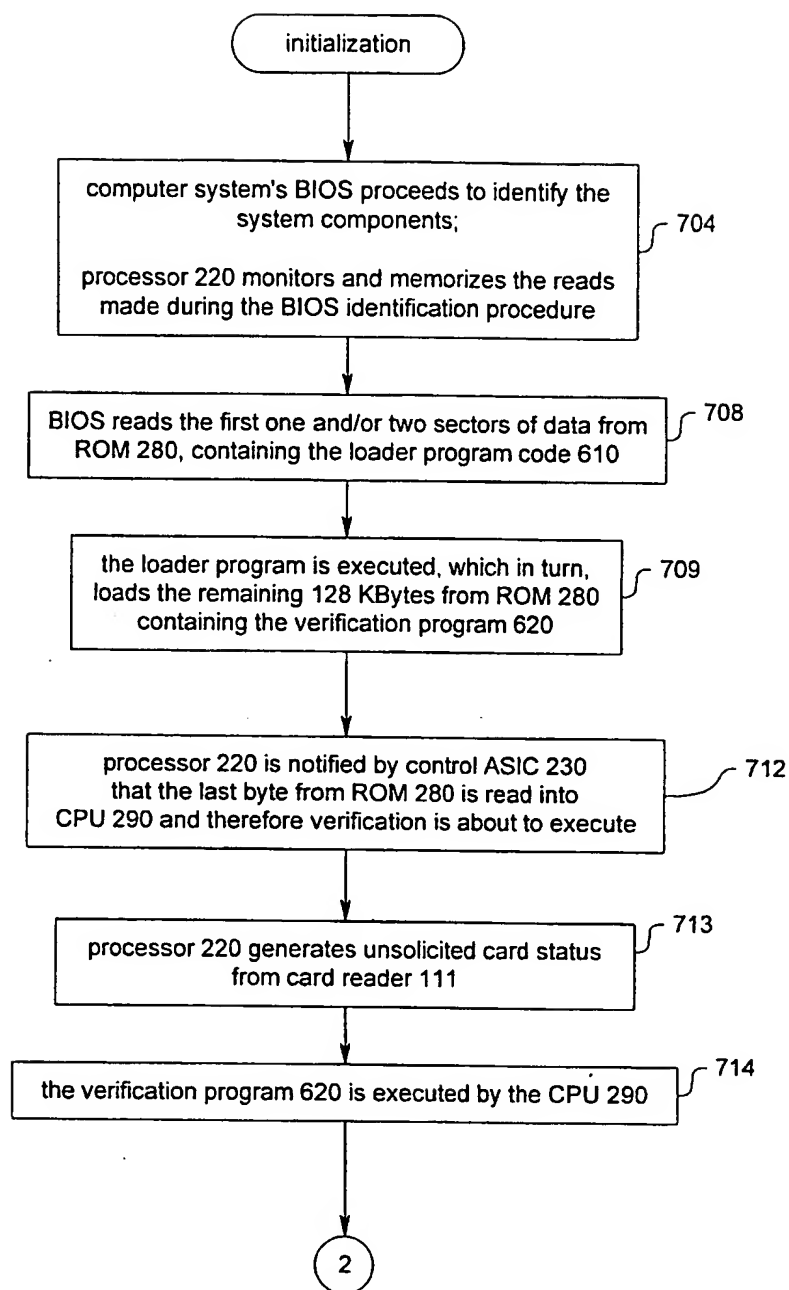 initialization
computer system's BIOS proceeds to identify the
system components;
704
processor 220 monitors and memorizes the reads
made during the BIOS identification procedure
708
BIOS reads the first one and/or two sectors of data from
ROM 280, containing the loader program code 610
709
the loader program is executed, which in turn,
loads the remaining 128 KBytes from ROM 280
containing the verification program 620
712
processor 220 is notified by control ASIC 230
that the last byte from ROM 280 is read into
CPU 290 and therefore verification is about to execute
713
processor 220 generates unsolicited card status
from card reader 111
714
the verification program 620 is executed by the CPU 290
2